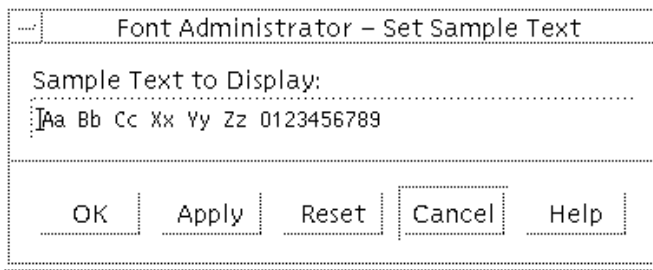 Font Administrator – Set Sample Text
Sample Text to Display:
Aa Bb Cc Xx Yy Zz 0123456789
OK Apply Reset Cancel Help